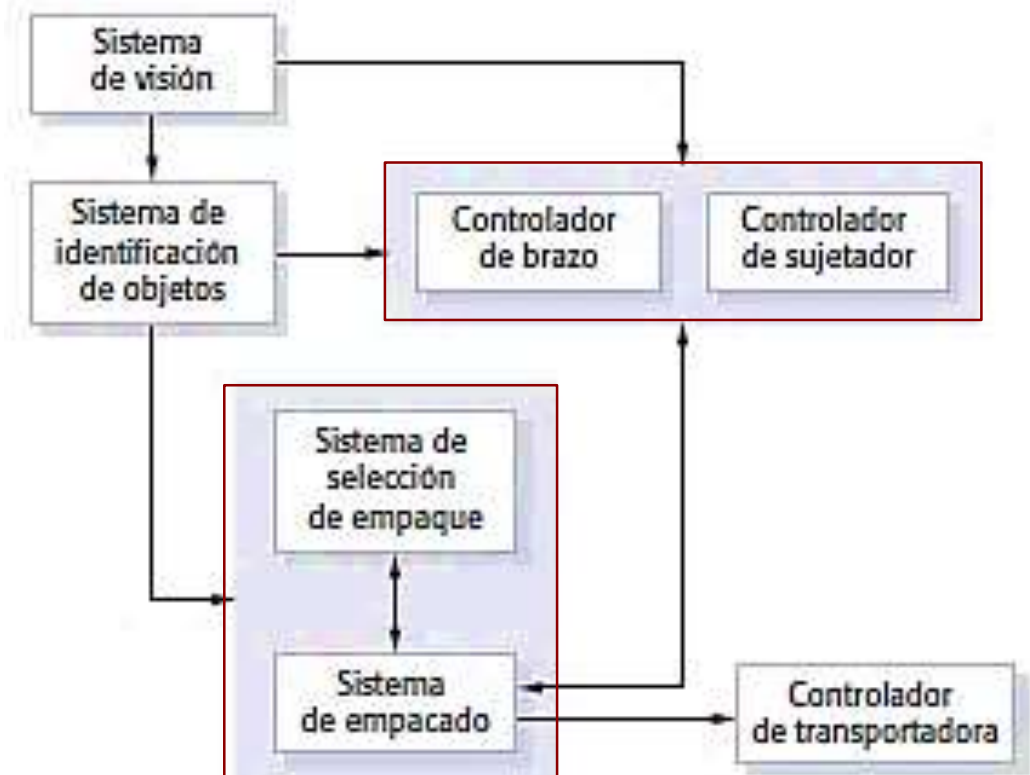 Sistema
de visión
Sistema de
identificación
de objetos
Controlador
de brazo
Controlador
de sujetador
Sistema de
selección
de empaque
Sistema
de empacado
Controlador
de transportadora